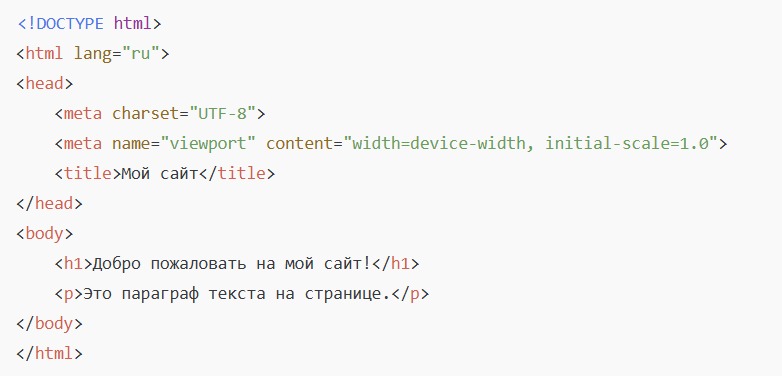 <!DOCTYPE html>
<html lang="ru">
<head>
    <meta charset="UTF-8">
    <meta name="viewport" content="width=device-width, initial-scale=1.0">
    <title>Мой сайт</title>
</head>
<body>
    <h1>Добро пожаловать на мой сайт!</h1>
    <p>Это параграф текста на странице.</p>
</body>
</html>